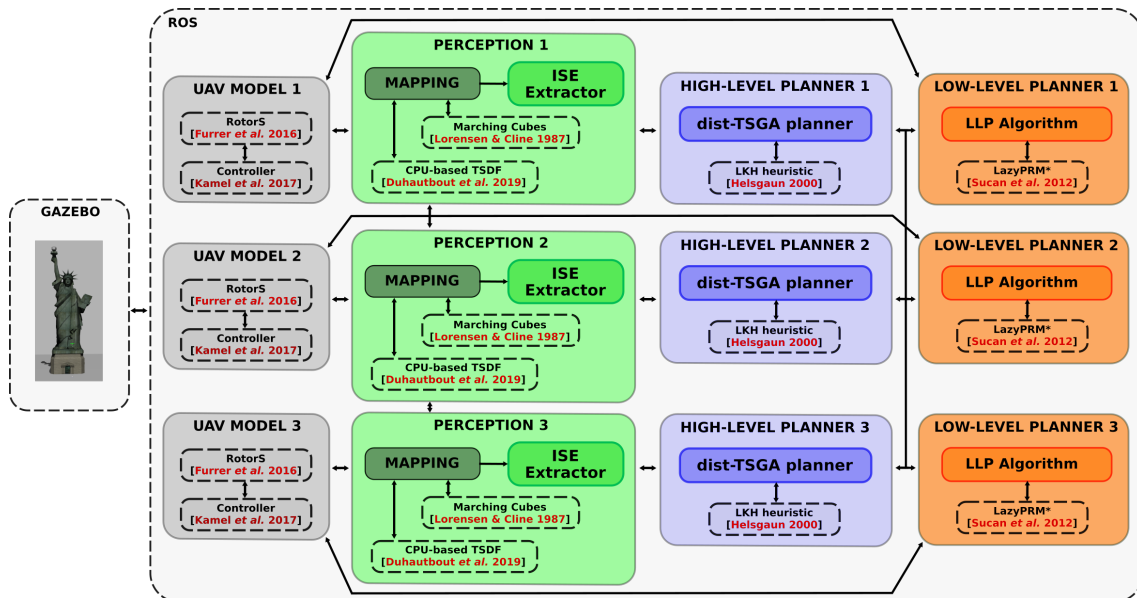 ROS
GAZEBO
UAV MODEL 1
RotorS
[Furrer et al. 2016]
Controller
[Kamel et al. 2017]
PERCEPTION 1
MAPPING
ISE
Extractor
Marching Cubes
[Lorensen & Cline 1987]
CPU-based TSDF
[Duhautbout et al. 2019]
HIGH-LEVEL PLANNER 1
dist-TSGA planner
LKH heuristic
[Helsgaun 2000]
LOW-LEVEL PLANNER 1
LLP Algorithm
LazyPRM*
[Sucan et al. 2012]
UAV MODEL 2
RotorS
[Furrer et al. 2016]
Controller
[Kamel et al. 2017]
PERCEPTION 2
MAPPING
ISE
Extractor
Marching Cubes
[Lorensen & Cline 1987]
CPU-based TSDF
[Duhautbout et al. 2019]
HIGH-LEVEL PLANNER 2
dist-TSGA planner
LKH heuristic
[Helsgaun 2000]
LOW-LEVEL PLANNER 2
LLP Algorithm
LazyPRM*
[Sucan et al. 2012]
UAV MODEL 3
RotorS
[Furrer et al. 2016]
Controller
[Kamel et al. 2017]
PERCEPTION 3
MAPPING
ISE
Extractor
Marching Cubes
[Lorensen & Cline 1987]
CPU-based TSDF
[Duhautbout et al. 2019]
HIGH-LEVEL PLANNER 3
dist-TSGA planner
LKH heuristic
[Helsgaun 2000]
LOW-LEVEL PLANNER 3
LLP Algorithm
LazyPRM*
[Sucan et al. 2012]